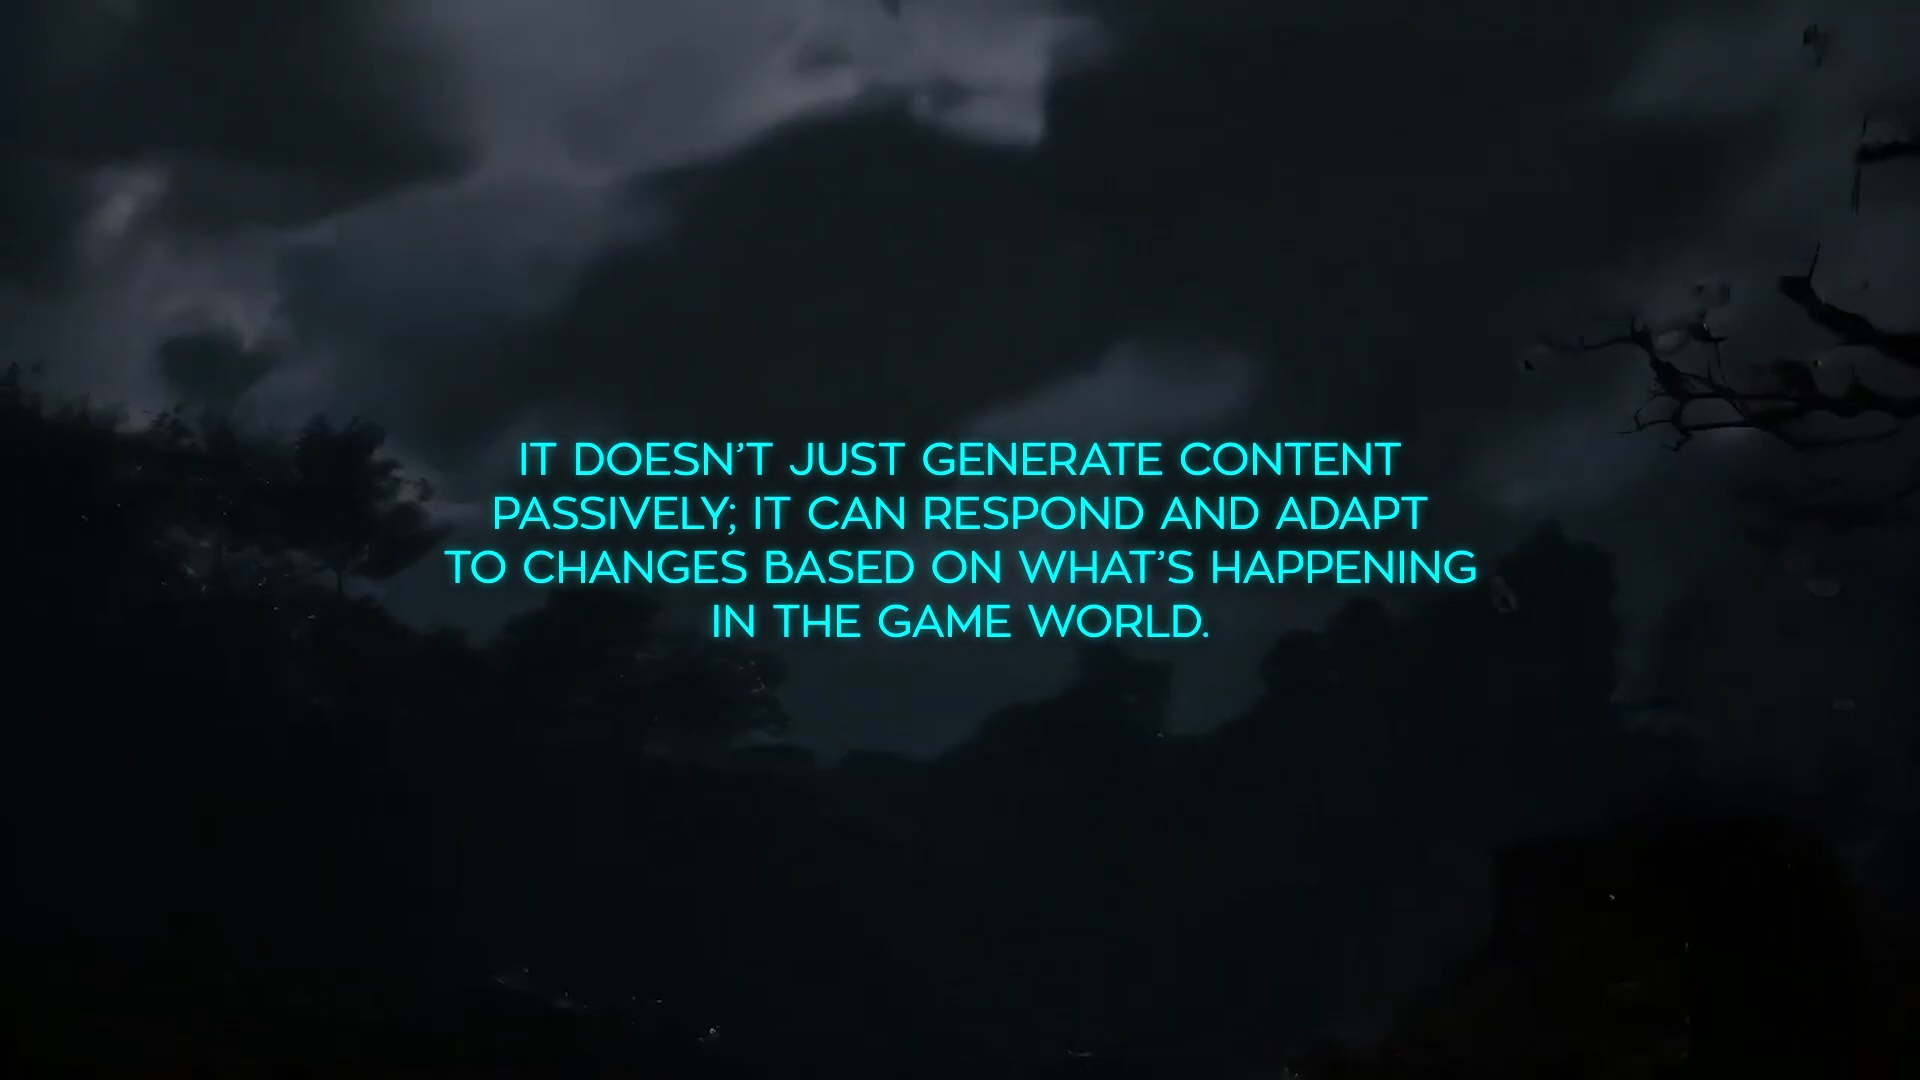 IT DOESN’T JUST GENERATE CONTENT
PASSIVELY; IT CAN RESPOND AND ADAPT
TO CHANGES BASED ON WHAT’S HAPPENING
IN THE GAME WORLD.